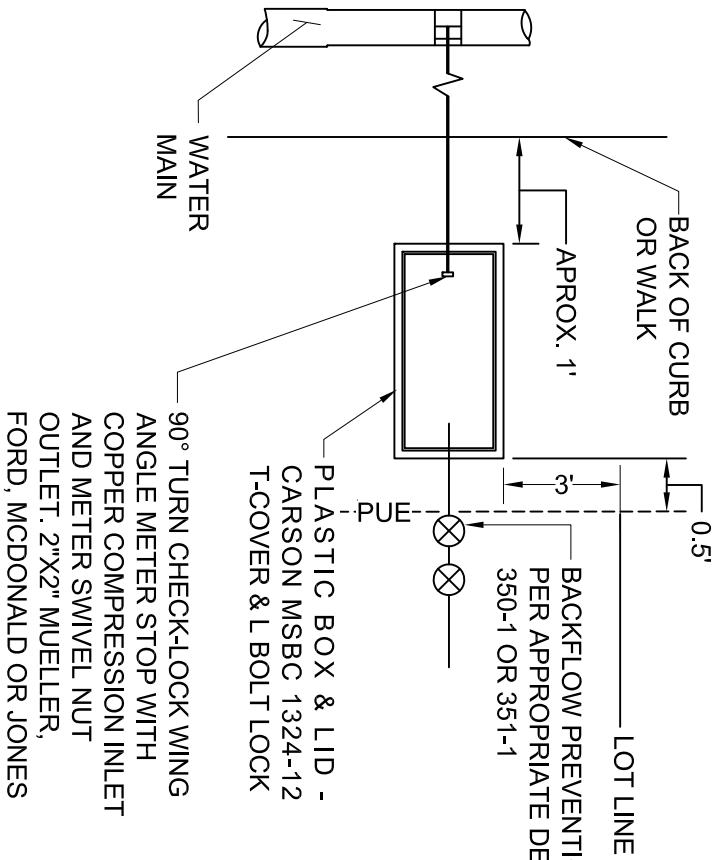 WATER
MAIN
BACK OF CURB
OR WALK
APROX. 1'
3'
0.5'
LOT LINE
PUE
BACKFLOW PREVENTI
PER APPROPRIATE DE
350-1 OR 351-1
PLASTIC BOX & LID -
CARSON MSBC 1324-12
T-COVER & L BOLT LOCK
90° TURN CHECK-LOCK WING
ANGLE METER STOP WITH
COPPER COMPRESSION INLET
AND METER SWIVEL NUT
OUTLET. 2"X2" MUELLER,
FORD, MCDONALD OR JONES